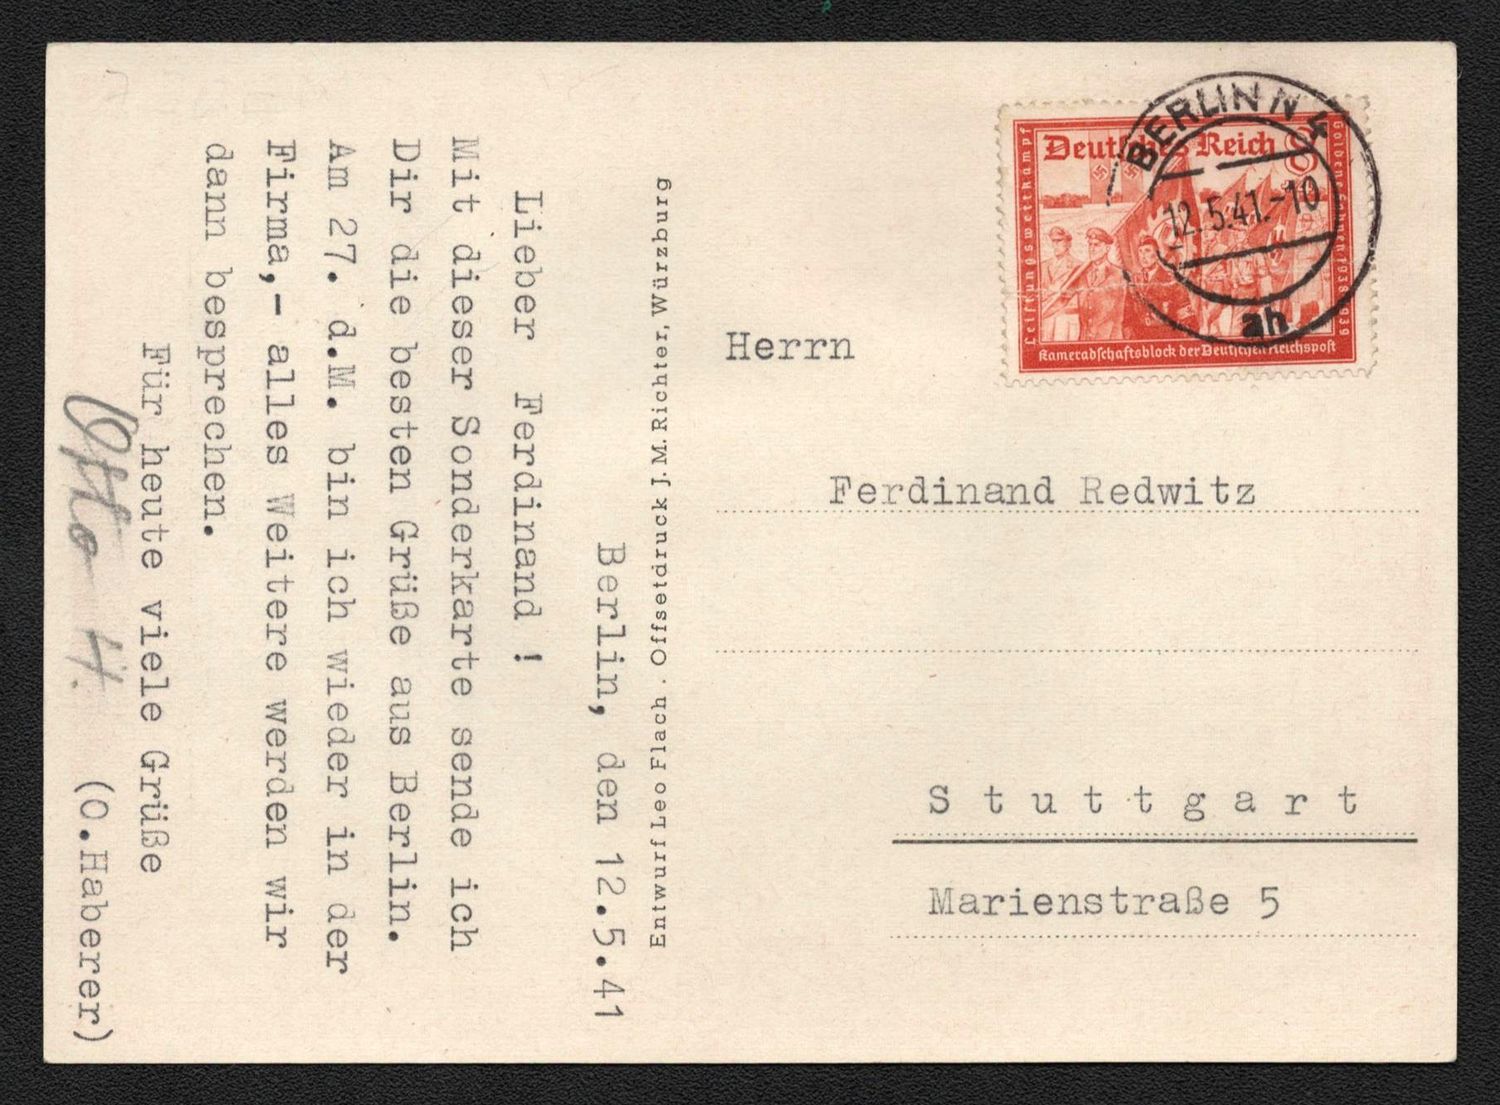 Berlin, den 12.5.41
Lieber Ferdinand !
Mit dieser Sonderkarte sende ich
Dir die besten Grüße aus Berlin.
Am 27. d.M. bin ich wieder in der
Firma,- alles Weitere werden wir
dann besprechen.
Für heute viele Grüße
Otto H.
(O.Haberer)
Entwurf Leo Flach . Offsetdruck J.M.Richter, Würzburg
Deutsches Reich 8
Leistungswettkampf
Goldene Fahnen 1938·1939
Kameradschaftsblock der Deutschen Reichspost
BERLIN N 4
12.5.41.-10
ah
Herrn
Ferdinand Redwitz
Stuttgart
Marienstraße 5